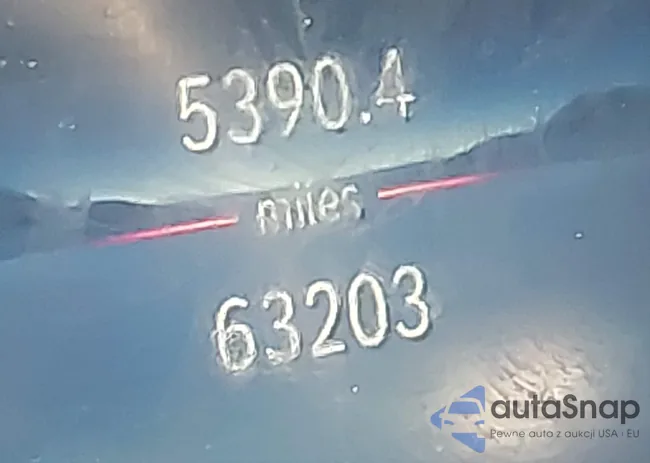 5390.4
miles
63203
autaSnap
Pewne auto z aukcji USA i EU